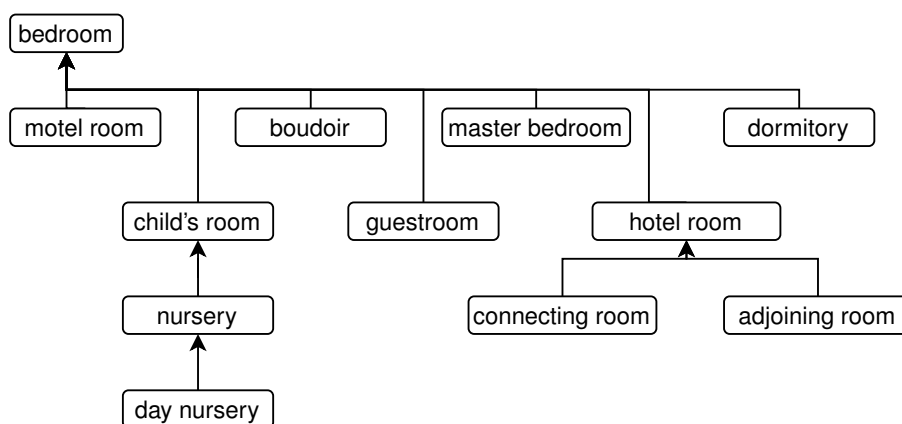 bedroom
motel room
boudoir
master bedroom
dormitory
child's room
guestroom
hotel room
nursery
connecting room
adjoining room
day nursery